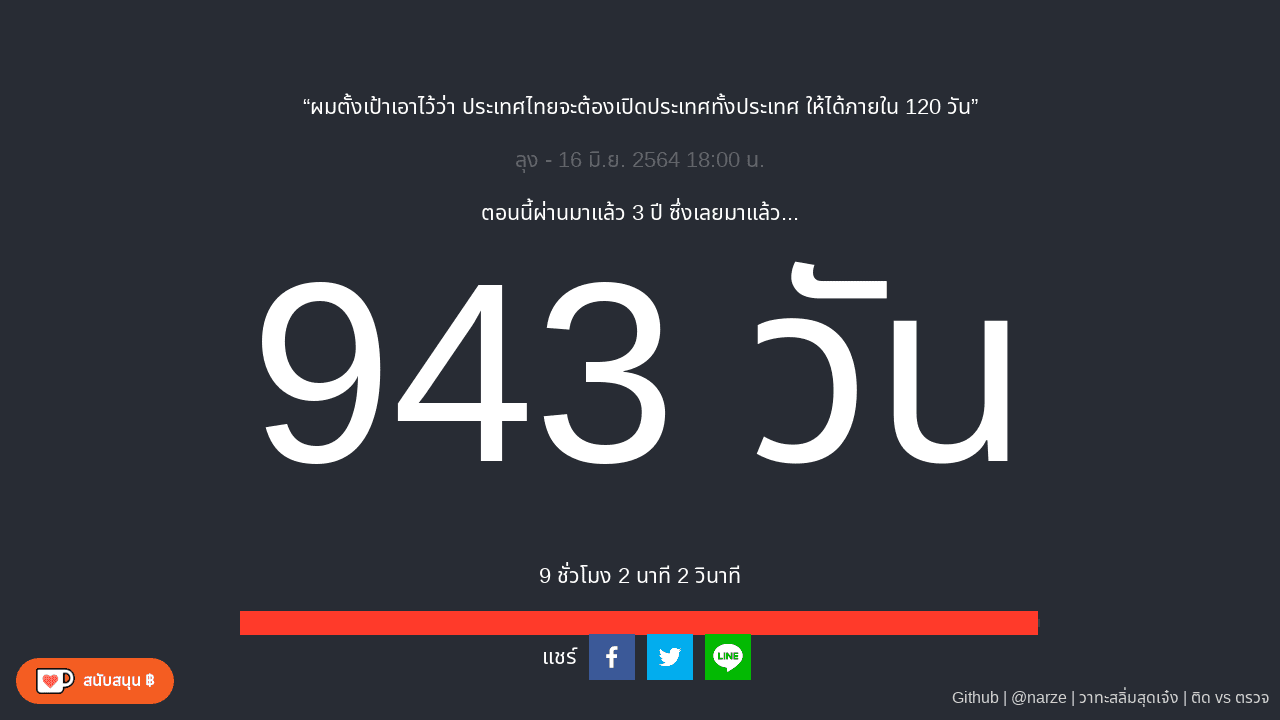 “ผมตั้งเป้าเอาไว้ว่า ประเทศไทยจะต้องเปิดประเทศทั้งประเทศ ให้ได้ภายใน 120 วัน”
ลุง - 16 มิ.ย. 2564 18:00 น.
ตอนนี้ผ่านมาแล้ว 3 ปี ซึ่งเลยมาแล้ว...
943 วัน
9 ชั่วโมง 2 นาที 2 วินาที
แชร์
LINE
สนับสนุน ฿
Github | @narze | วาทะสลิ่มสุดเจ๋ง | ติด vs ตรวจ